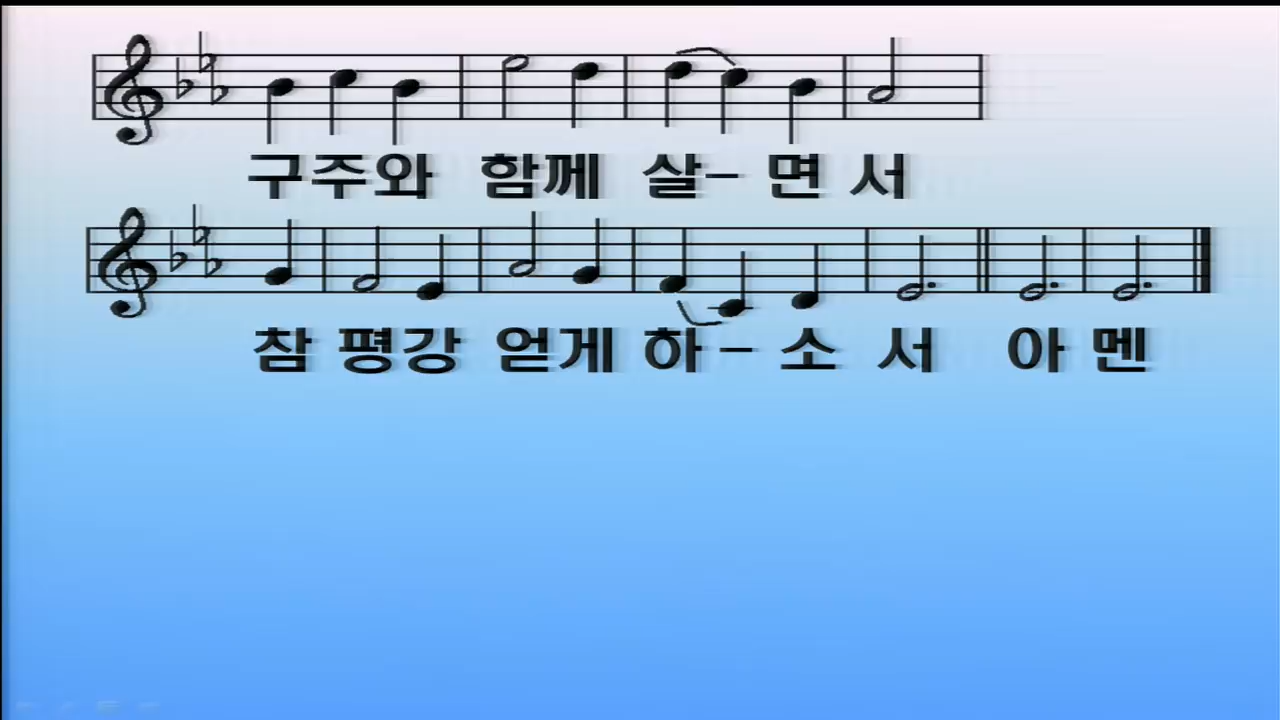 구주와 함께 살- 면 서
참 평강 얻게 하- 소 서 아 멘